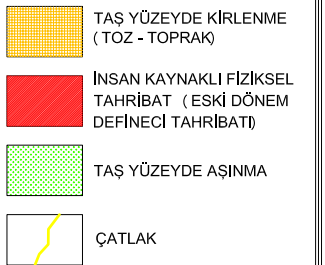 TAŞ YÜZEYDE KİRLENME
( TOZ - TOPRAK)
İNSAN KAYNAKLI FİZİKSEL
TAHRİBAT ( ESKİ DÖNEM
DEFİNECİ TAHRİBATI)
TAŞ YÜZEYDE AŞINMA
ÇATLAK